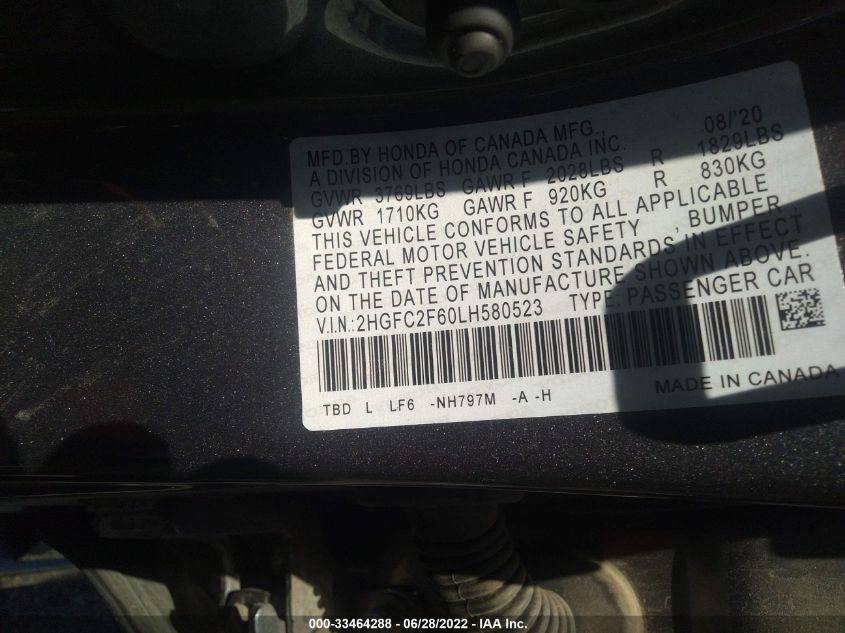 MFD.BY HONDA OF CANADA MFG. 08/'20
A DIVISION OF HONDA CANADA INC.
GVWR 3769LBS GAWR F 2028LBS R 1829LBS
GVWR 1710KG GAWR F 920KG R 830KG
THIS VEHICLE CONFORMS TO ALL APPLICABLE
FEDERAL MOTOR VEHICLE SAFETY , BUMPER,
AND THEFT PREVENTION STANDARDS IN EFFECT
ON THE DATE OF MANUFACTURE SHOWN ABOVE.
V.I.N.:2HGFC2F60LH580523 TYPE: PASSENGER CAR
TBD L LF6 -NH797M -A -H MADE IN CANADA
000-33464288 - 06/28/2022 - IAA Inc.